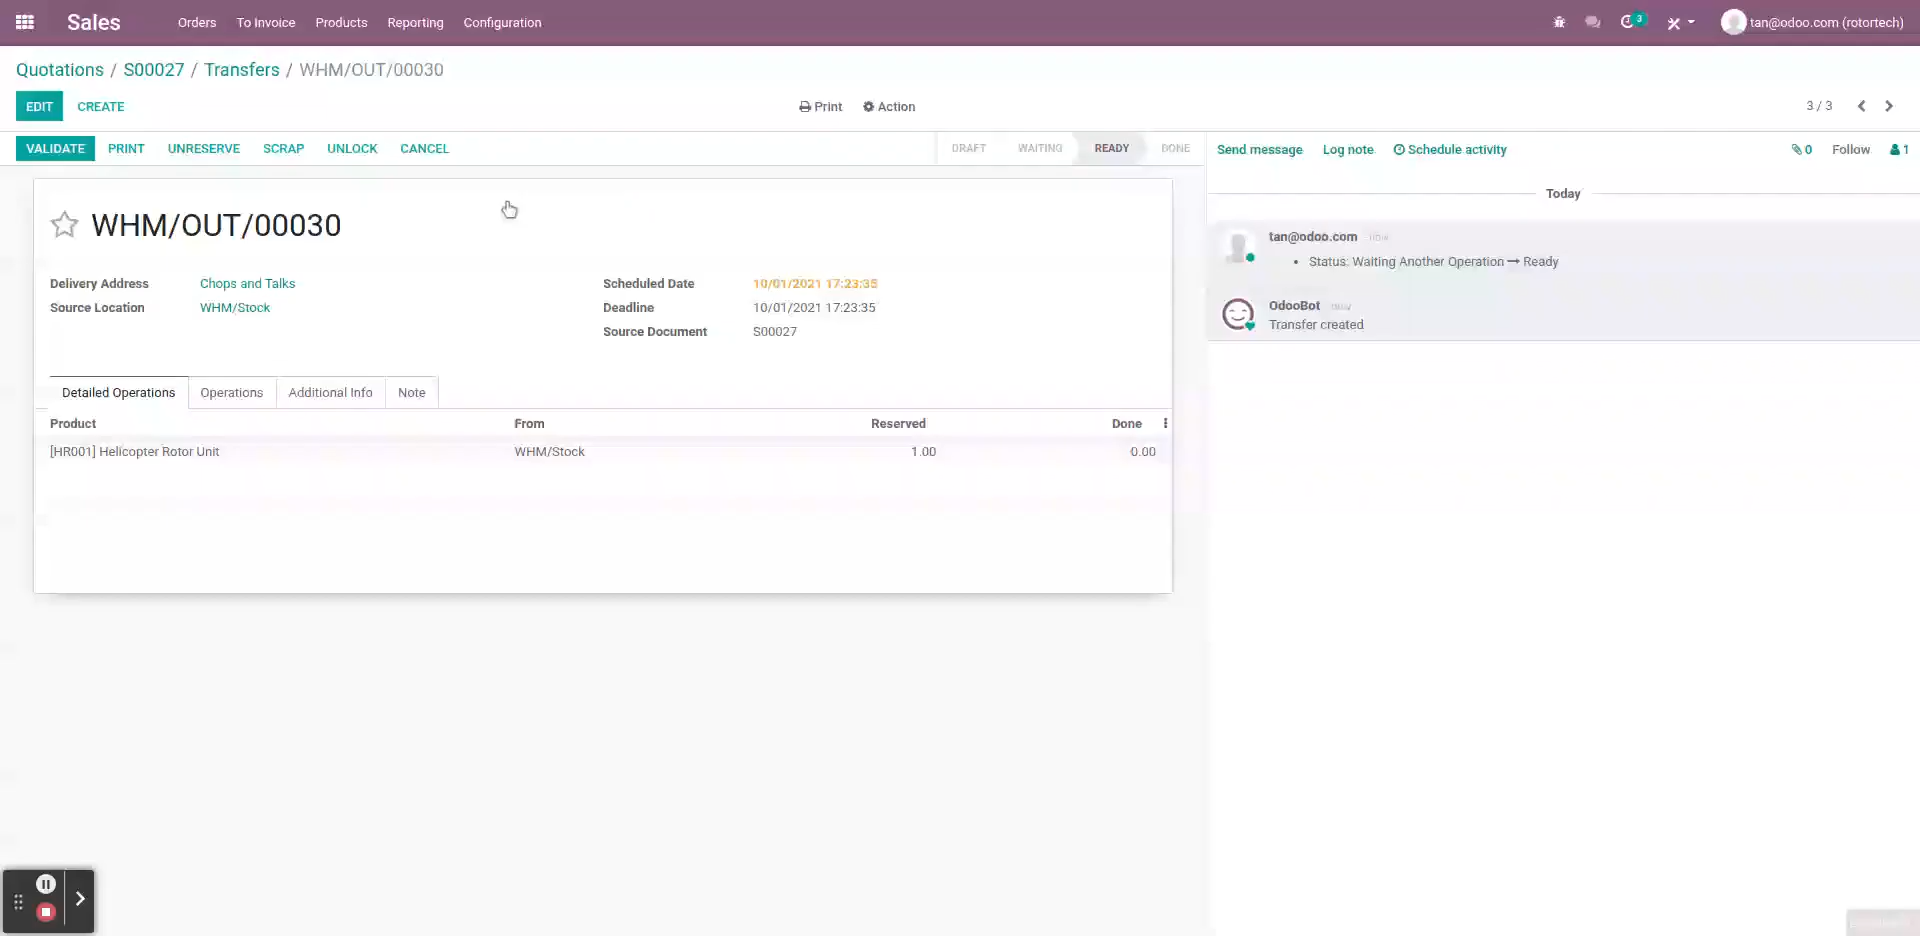 Sales Orders To Invoice Products Reporting Configuration 3 tan@odoo.com (rotortech)
Quotations / S00027 / Transfers / WHM/OUT/00030
EDIT CREATE Print Action 3 / 3
VALIDATE PRINT UNRESERVE SCRAP UNLOCK CANCEL DRAFT WAITING READY DONE
Send message Log note Schedule activity 0 Follow 1
Today
WHM/OUT/00030
Delivery Address Chops and Talks
Source Location WHM/Stock
Scheduled Date 10/01/2021 17:23:35
Deadline 10/01/2021 17:23:35
Source Document S00027
Detailed Operations Operations Additional Info Note
Product From Reserved Done
[HR001] Helicopter Rotor Unit WHM/Stock 1.00 0.00
tan@odoo.com now
• Status: Waiting Another Operation → Ready
OdooBot now
Transfer created